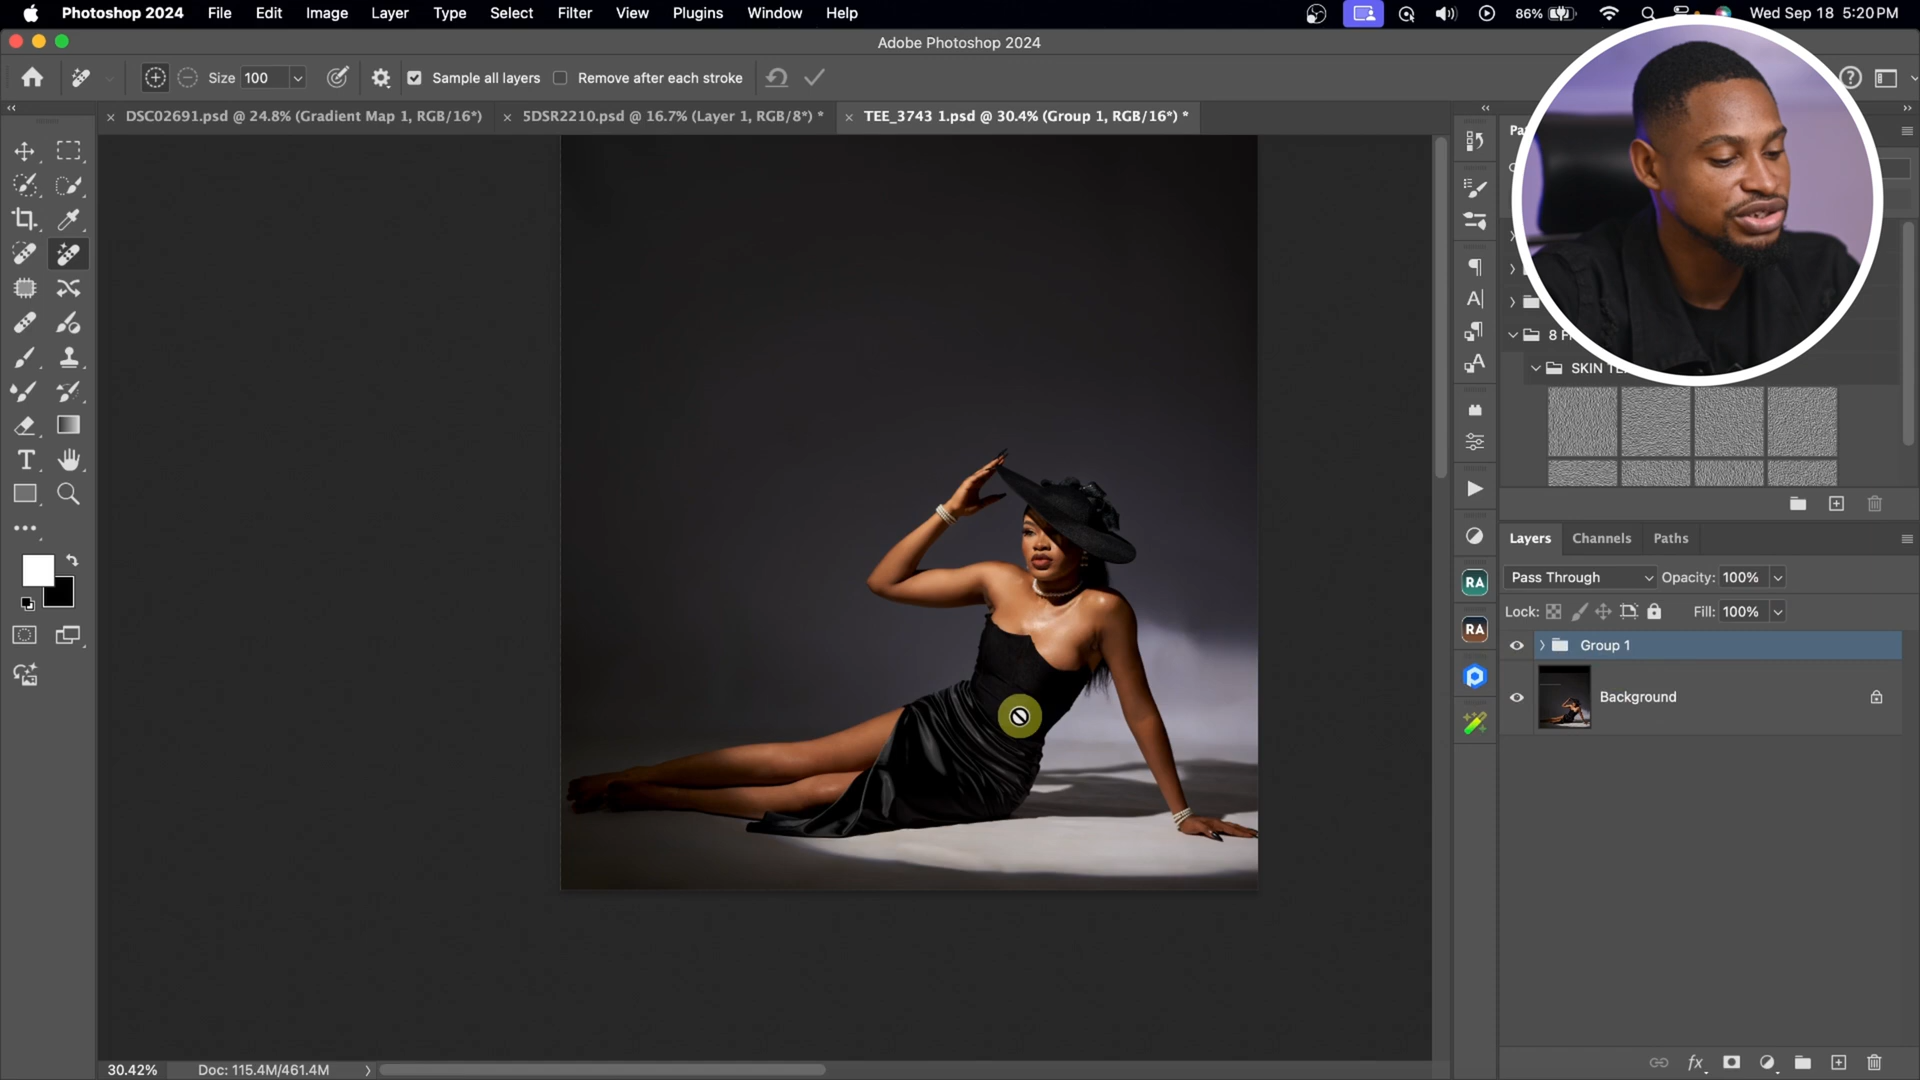 Photoshop 2024 File Edit Image Layer Type Select Filter View Plugins Window Help 86% Wed Sep 18 5:20 PM
Adobe Photoshop 2024
Size 100 Sample all layers Remove after each stroke
DSC02691.psd @ 24.8% (Gradient Map 1, RGB/16*) 5DSR2210.psd @ 16.7% (Layer 1, RGB/8*) * TEE_3743 1.psd @ 30.4% (Group 1, RGB/16*) *
Layers Channels Paths
Pass Through Opacity: 100%
Lock: Fill: 100%
RA
RA
Group 1
Background
30.42% Doc: 115.4M/461.4M